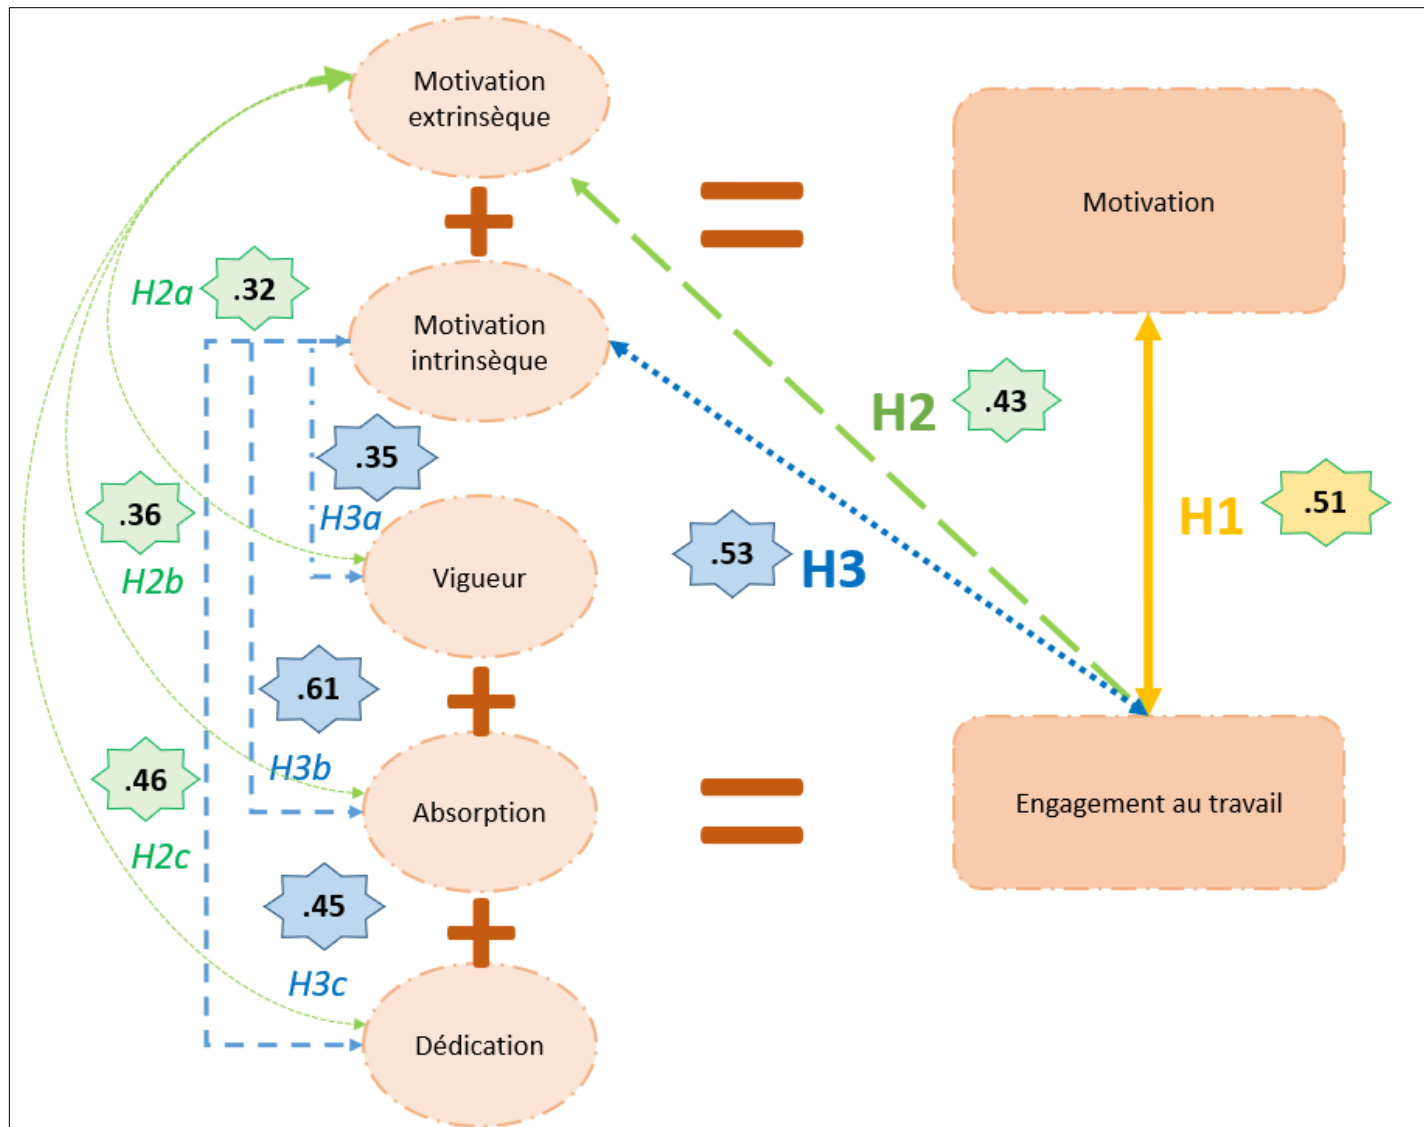 Motivation
extrinsèque
Motivation
H2a
.32
Motivation
intrinsèque
H2
.43
.35
H3a
.36
H2b
.53
H3
H1
.51
Vigueur
.61
H3b
.46
H2c
Absorption
Engagement au travail
.45
H3c
Dédication